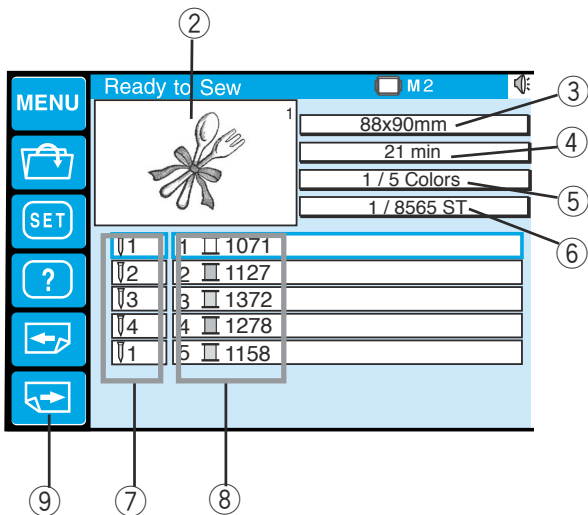 ②
③
④
⑤
⑥
MENU
Ready to Sew
M2
1
88x90mm
21 min
1 / 5 Colors
1 / 8565 ST
SET
?
1 1 1071
2 2 1127
3 3 1372
4 4 1278
1 5 1158
⑨
⑦
⑧